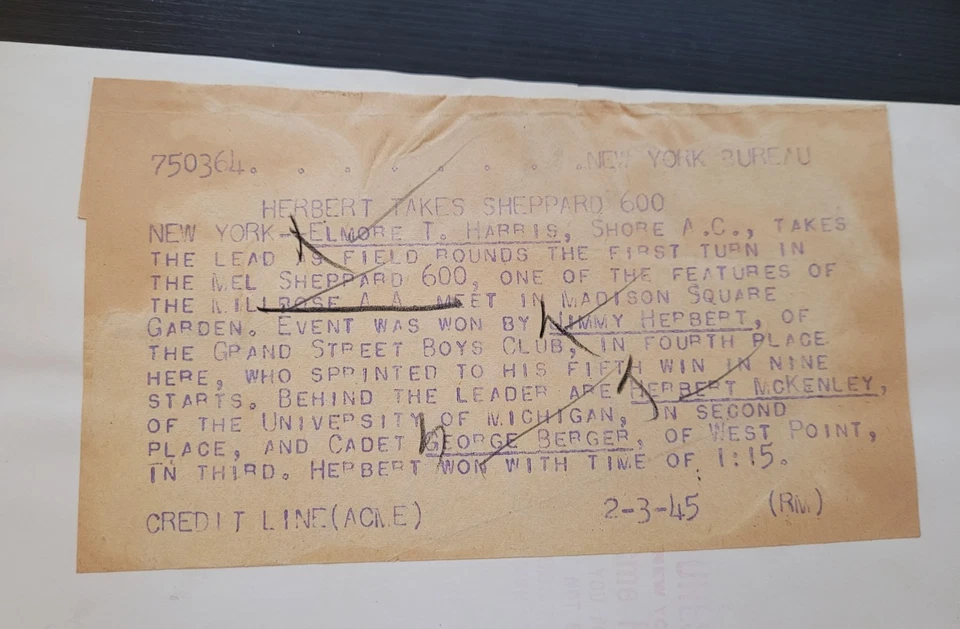 750364. . . . . . . .NEW YORK BUREAU
HERBERT TAKES SHEPPARD 600
NEW YORK--ELMORE T. HARRIS, SHORE A.C., TAKES
THE LEAD AS FIELD ROUNDS THE FIRST TURN IN
THE MEL SHEPPARD 600, ONE OF THE FEATURES OF
THE MILLROSE A.A. MEET IN MADISON SQUARE
GARDEN. EVENT WAS WON BY JIMMY HERBERT, OF
THE GRAND STREET BOYS CLUB, IN FOURTH PLACE
HERE, WHO SPRINTED TO HIS FIFTH WIN IN NINE
STARTS. BEHIND THE LEADER ARE HERBERT MCKENLEY,
OF THE UNIVERSITY OF MICHIGAN, IN SECOND
PLACE, AND CADET GEORGE BERGER, OF WEST POINT,
IN THIRD. HERBERT WON WITH TIME OF 1:15.
CREDIT LINE(ACME) 2-3-45 (RM)